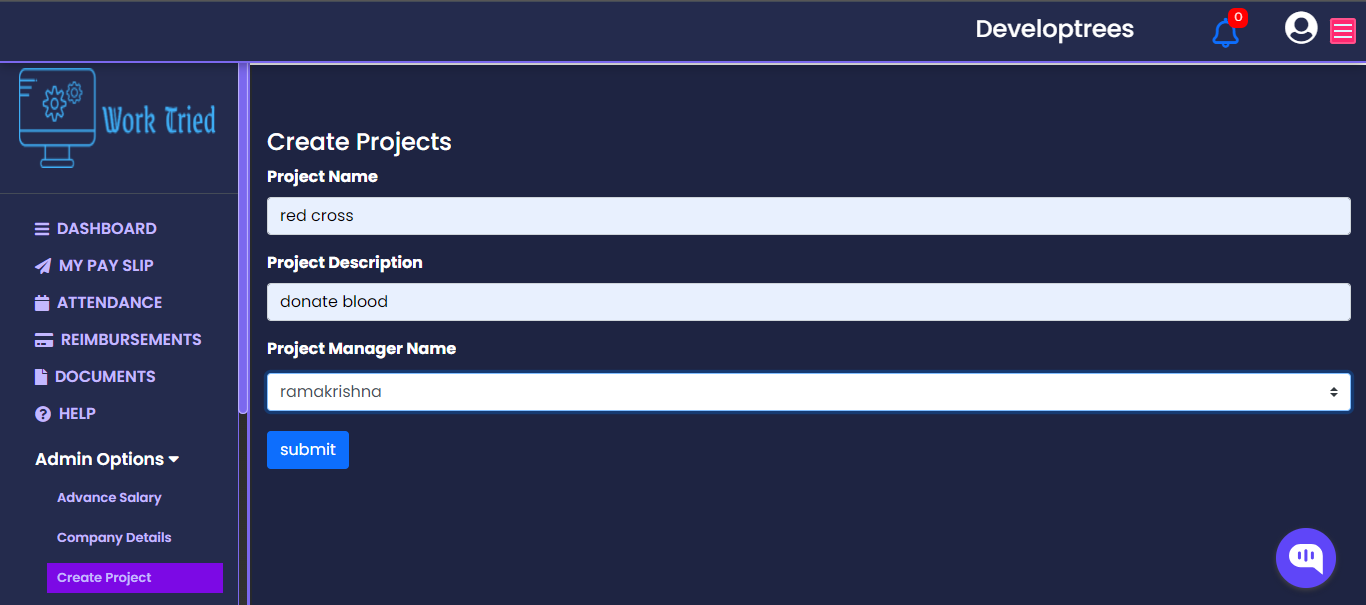 Developtrees
0
Work Tried
DASHBOARD
MY PAY SLIP
ATTENDANCE
REIMBURSEMENTS
DOCUMENTS
HELP
Admin Options
Advance Salary
Company Details
Create Project
Create Projects
Project Name
red cross
Project Description
donate blood
Project Manager Name
ramakrishna
submit